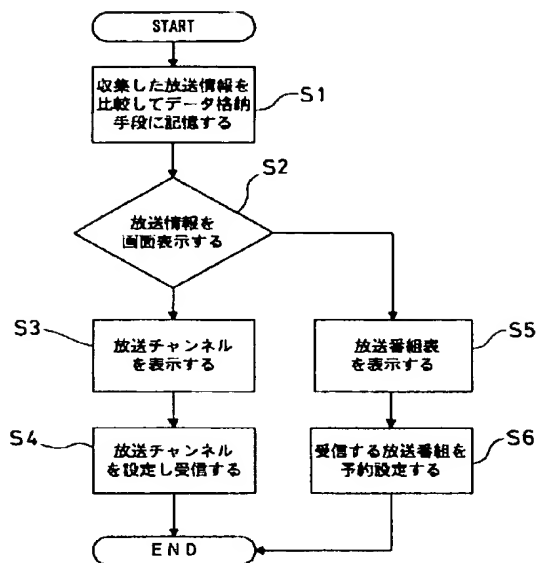 START
収集した放送情報を
比較してデータ格納
手段に記憶する
S1
放送情報を
画面表示する
S2
放送チャンネル
を表示する
S3
放送チャンネル
を設定し受信する
S4
放送番組表
を表示する
S5
受信する放送番組を
予約設定する
S6
END